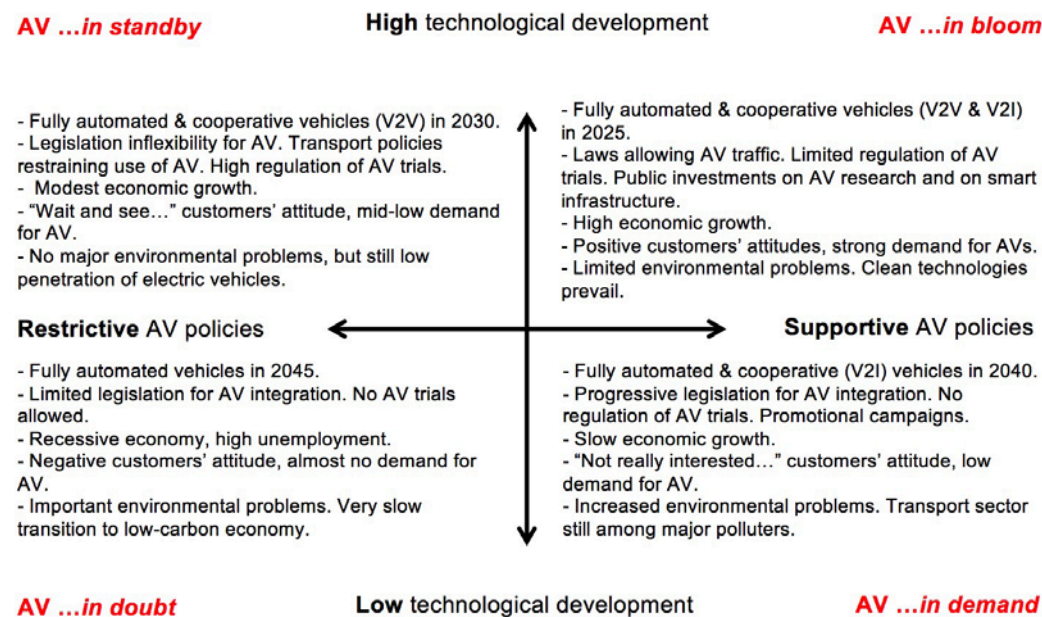 AV ...in standby
High technological development
AV ...in bloom
- Fully automated & cooperative vehicles (V2V) in 2030.
- Legislation inflexibility for AV. Transport policies
restraining use of AV. High regulation of AV trials.
- Modest economic growth.
- “Wait and see…” customers’ attitude, mid-low demand
for AV.
- No major environmental problems, but still low
penetration of electric vehicles.
- Fully automated & cooperative vehicles (V2V & V2I)
in 2025.
- Laws allowing AV traffic. Limited regulation of AV
trials. Public investments on AV research and on smart
infrastructure.
- High economic growth.
- Positive customers’ attitudes, strong demand for AVs.
- Limited environmental problems. Clean technologies
prevail.
Restrictive AV policies
Supportive AV policies
- Fully automated vehicles in 2045.
- Limited legislation for AV integration. No AV trials
allowed.
- Recessive economy, high unemployment.
- Negative customers’ attitude, almost no demand for
AV.
- Important environmental problems. Very slow
transition to low-carbon economy.
- Fully automated & cooperative (V2I) vehicles in 2040.
- Progressive legislation for AV integration. No
regulation of AV trials. Promotional campaigns.
- Slow economic growth.
- “Not really interested…” customers’ attitude, low
demand for AV.
- Increased environmental problems. Transport sector
still among major polluters.
AV ...in doubt
Low technological development
AV ...in demand